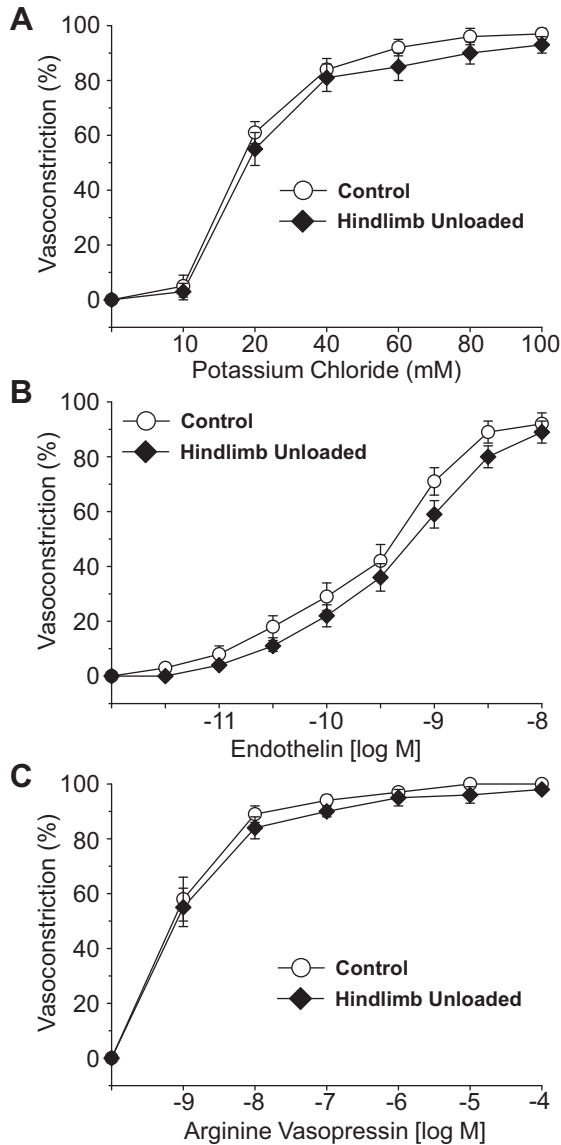 A
Vasoconstriction (%)
100
80
60
40
20
0
Control
Hindlimb Unloaded
10 20 40 60 80 100
Potassium Chloride (mM)
B
Vasoconstriction (%)
100
80
60
40
20
0
Control
Hindlimb Unloaded
-11 -10 -9 -8
Endothelin [log M]
C
Vasoconstriction (%)
100
80
60
40
20
0
Control
Hindlimb Unloaded
-9 -8 -7 -6 -5 -4
Arginine Vasopressin [log M]